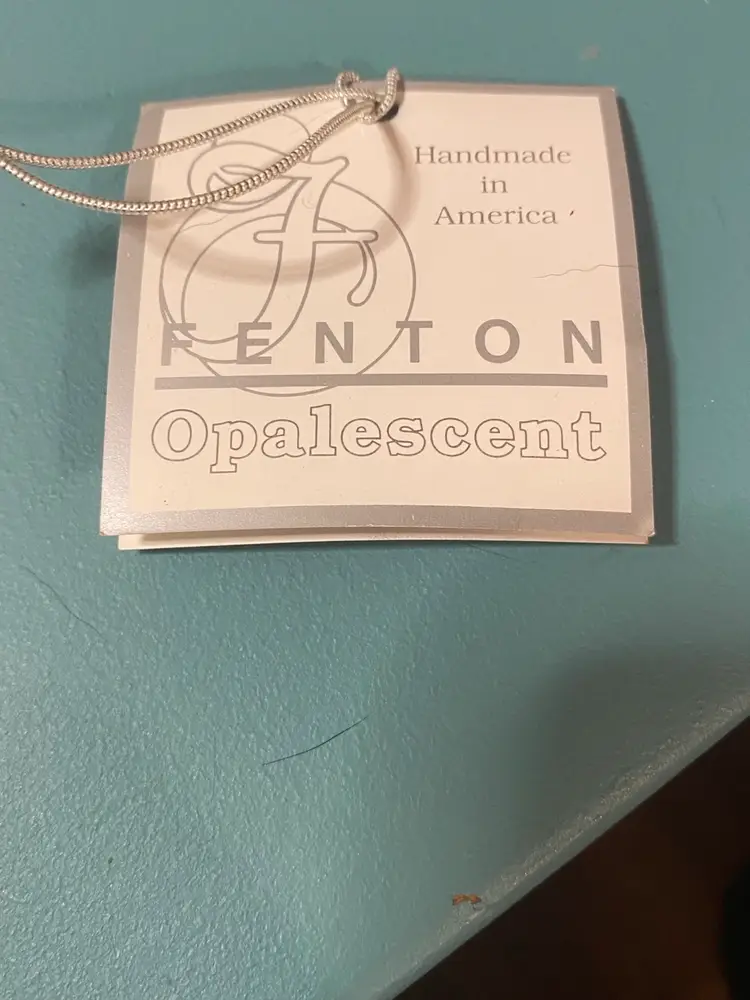 Handmade
in
America
F
FENTON
Opalescent